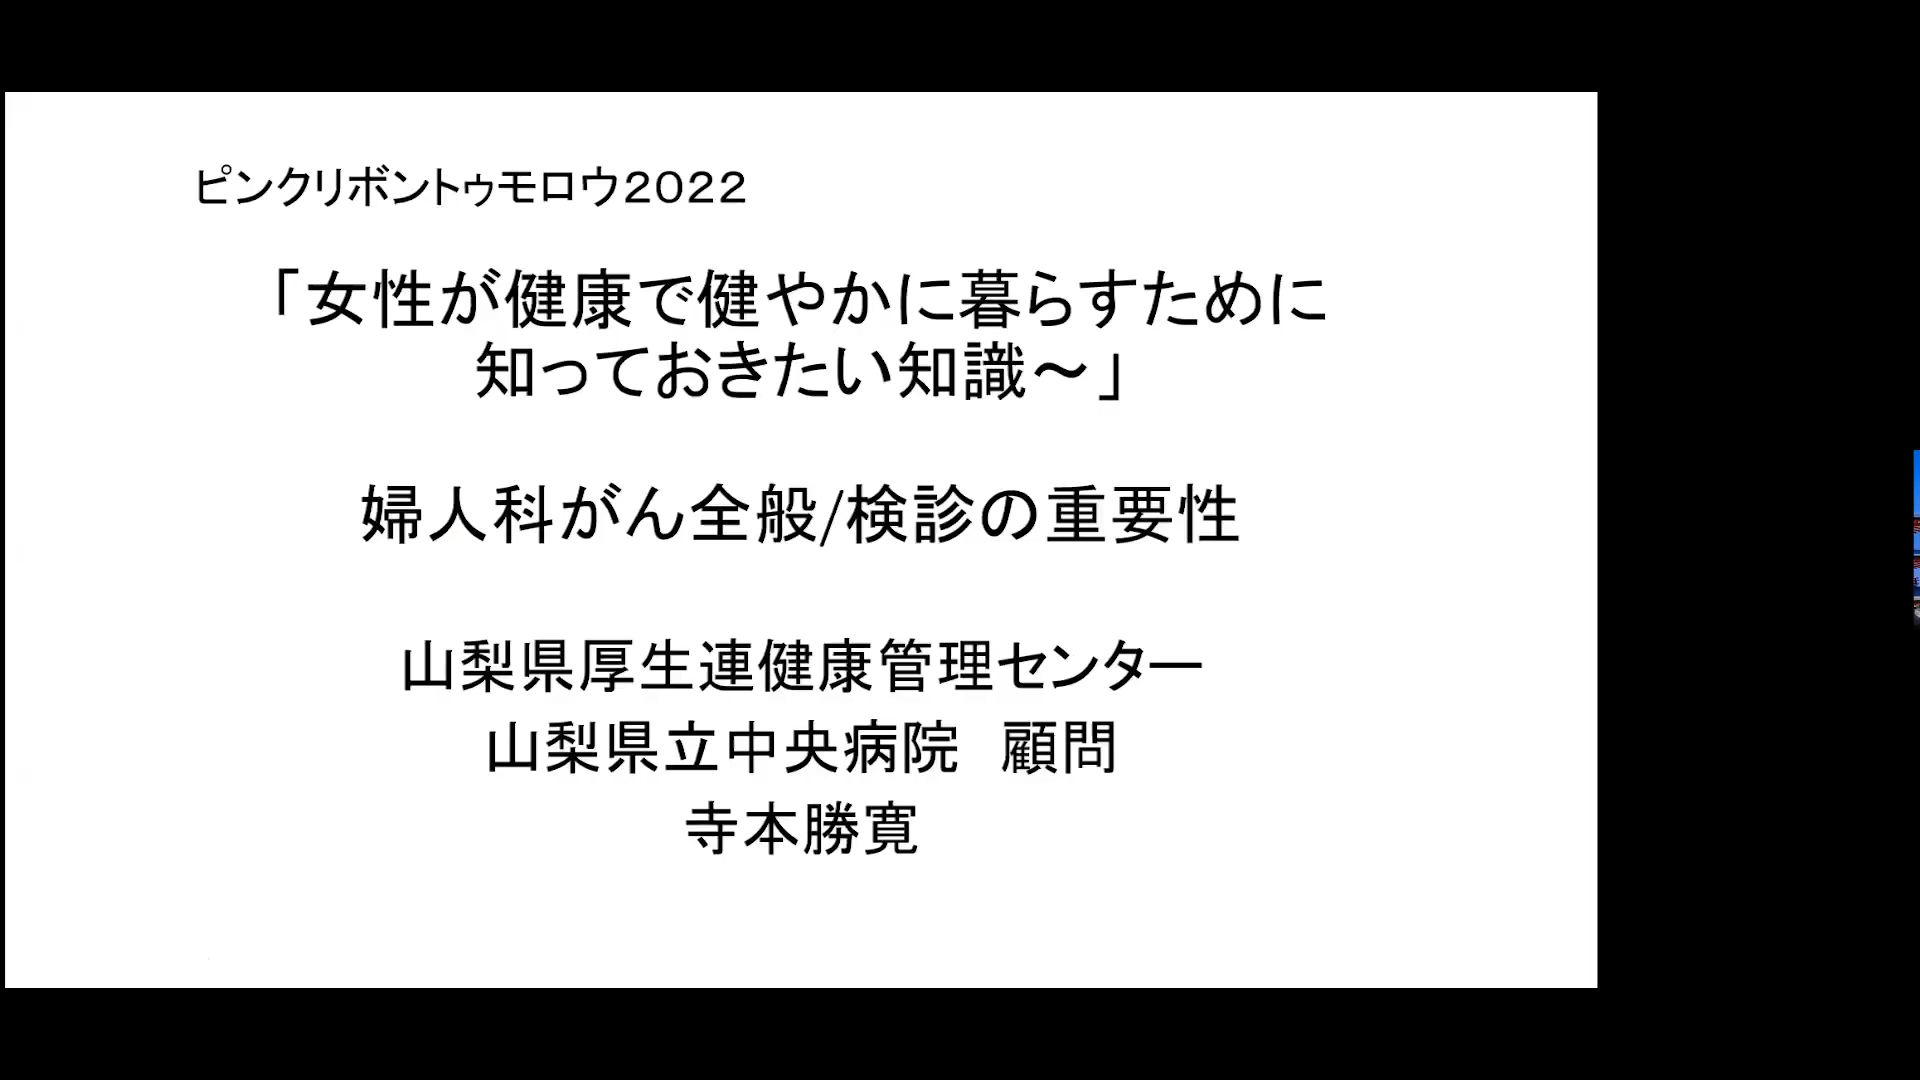 ピンクリボントゥモロウ２０２２
「女性が健康で健やかに暮らすために
知っておきたい知識～」
婦人科がん全般/検診の重要性
山梨県厚生連健康管理センター
山梨県立中央病院　顧問
寺本勝寛